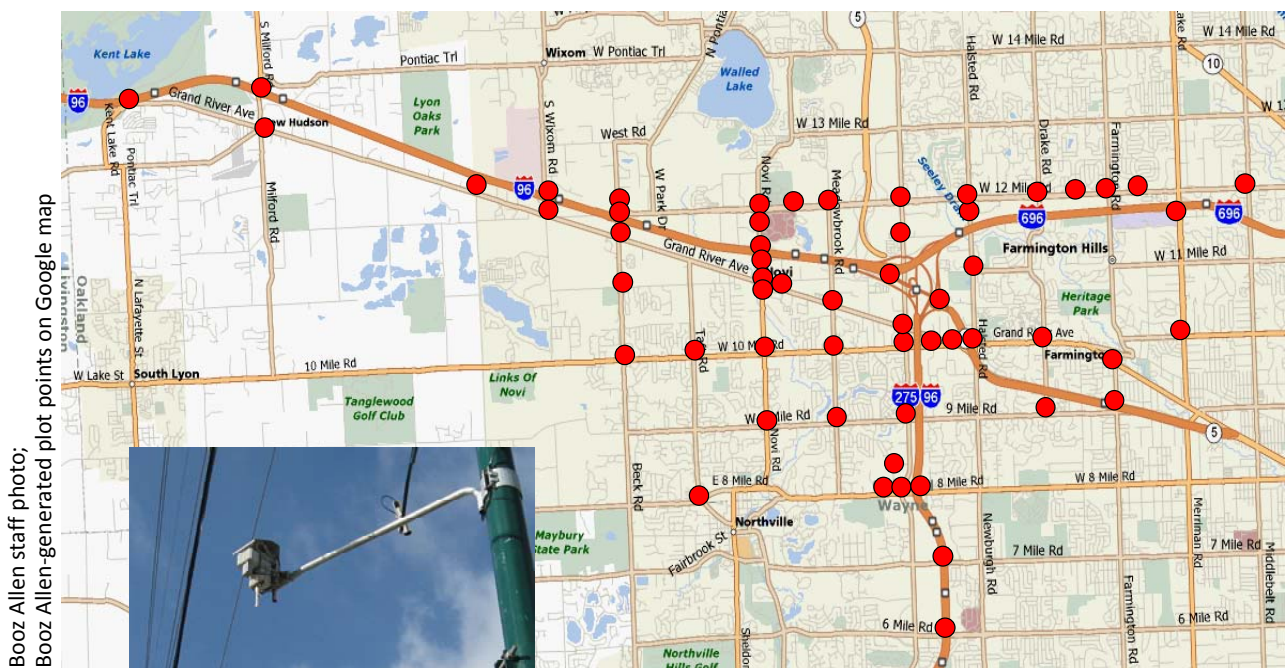 Booz Allen staff photo;
Booz Allen-generated plot points on Google map
Kent Lake
S Milford Rd
Pontiac Trl
Wixom
W Pontiac Trl
N Pontiac
5
Halsted Rd
W 14 Mile Rd
W 14 Mile Rd
Lake Rd
10
96
Grand River Ave
Kent Lake Rd
Pontiac Trl
Lyon
Oaks
Park
S Wixom Rd
West Rd
Walled
Lake
W 13 Mile Rd
Drake Rd
Farmington Rd
Milford Rd
96
W Park Dr
Novi Rd
Meadowbrook Rd
W 12 Mile Rd
696
696
Farmington Hills
W 11 Mile Rd
Grand River Ave
Oakland
Livingston
N Lafayette St
Heritage
Park
Halsted Rd
Grand River Ave
W Lake St
South Lyon
10 Mile Rd
W 10 Mile Rd
Links Of
Novi
Tanglewood
Golf Club
275
96
9 Mile Rd
5
Beck Rd
Novi Rd
E 8 Mile Rd
8 Mile Rd
W 8 Mile Rd
Wayne
Northville
Maybury
State Park
Fairbrook St
Newburgh Rd
7 Mile Rd
7 Mile Rd
Merriman Rd
Middlebelt Rd
Farmington Rd
6 Mile Rd
6 Mile Rd
Northville
Hills Golf